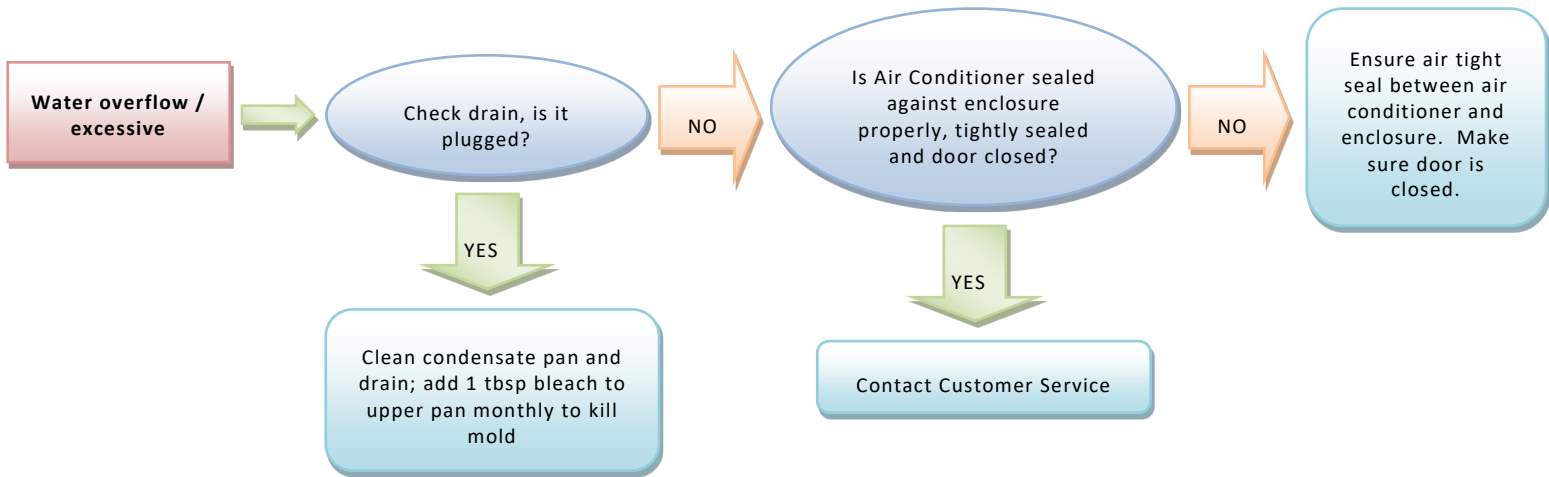 Water overflow /
excessive
Check drain, is it
plugged?
NO
Is Air Conditioner sealed
against enclosure
properly, tightly sealed
and door closed?
NO
Ensure air tight
seal between air
conditioner and
enclosure. Make
sure door is
closed.
YES
Clean condensate pan and
drain; add 1 tbsp bleach to
upper pan monthly to kill
mold
YES
Contact Customer Service